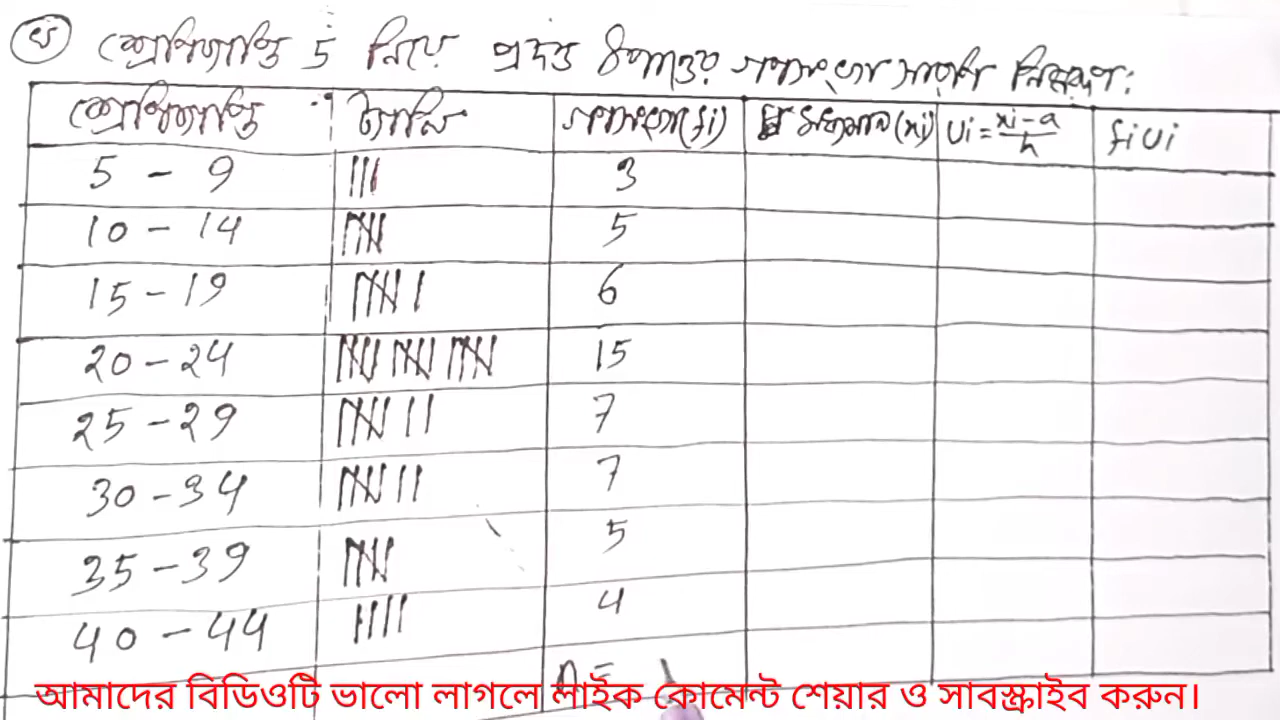 খ শ্রেণিব্যাপ্তি 5 নিয়ে প্রদত্ত উপাত্তের গণসংখ্যা সারণি নিম্নরূপ:
শ্রেণিব্যাপ্তি ট্যালি গণসংখ্যা (fi) মধ্যমান (xi) Ui = xi - a / h fiUi
5 - 9 ||| 3
10 - 14 5
15 - 19 6
20 - 24 15
25 - 29 7
30 - 34 7
35 - 39 5
40 - 44 |||| 4
n =
আমাদের বিডিওটি ভালো লাগলে লাইক কোমেন্ট শেয়ার ও সাবস্ক্রাইব করুন।